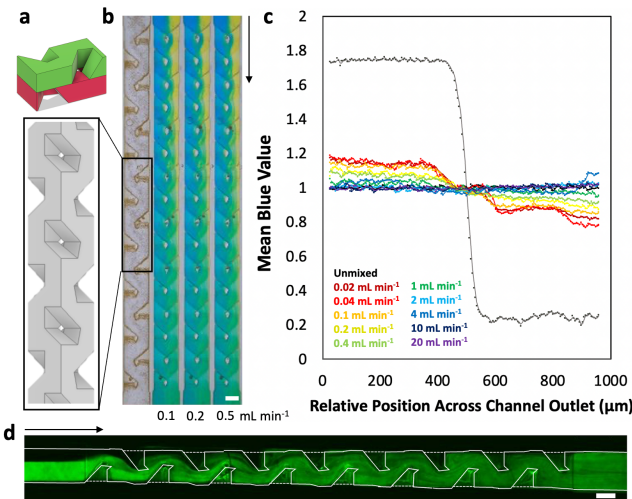 a
b
c
2
1.8
1.6
1.4
1.2
1
0.8
0.6
0.4
0.2
0
Mean Blue Value
Unmixed
0.02 mL min⁻¹
0.04 mL min⁻¹
0.1 mL min⁻¹
0.2 mL min⁻¹
0.4 mL min⁻¹
1 mL min⁻¹
2 mL min⁻¹
4 mL min⁻¹
10 mL min⁻¹
20 mL min⁻¹
0 200 400 600 800 1000
Relative Position Across Channel Outlet (µm)
0.1 0.2 0.5 mL min⁻¹
d